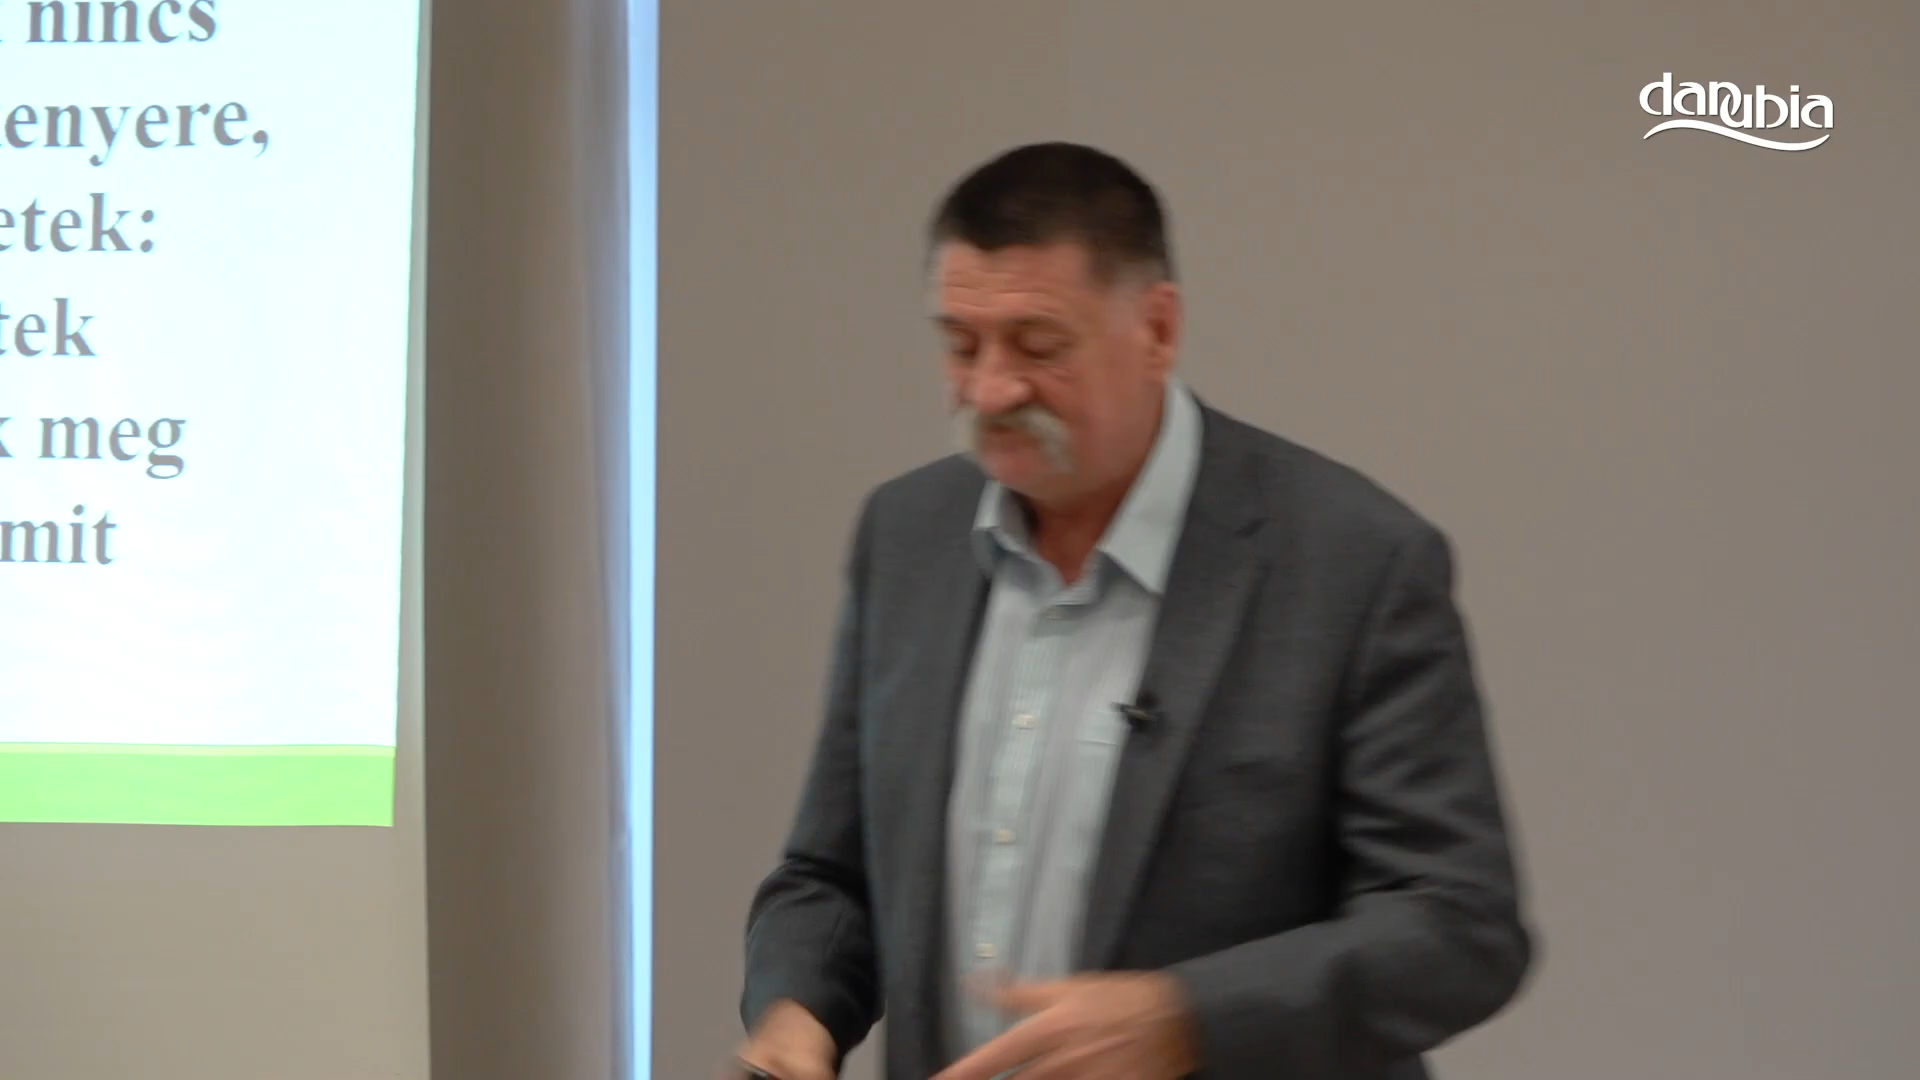 nincs
enyere,
etek:
tek
k meg
mit
danubia